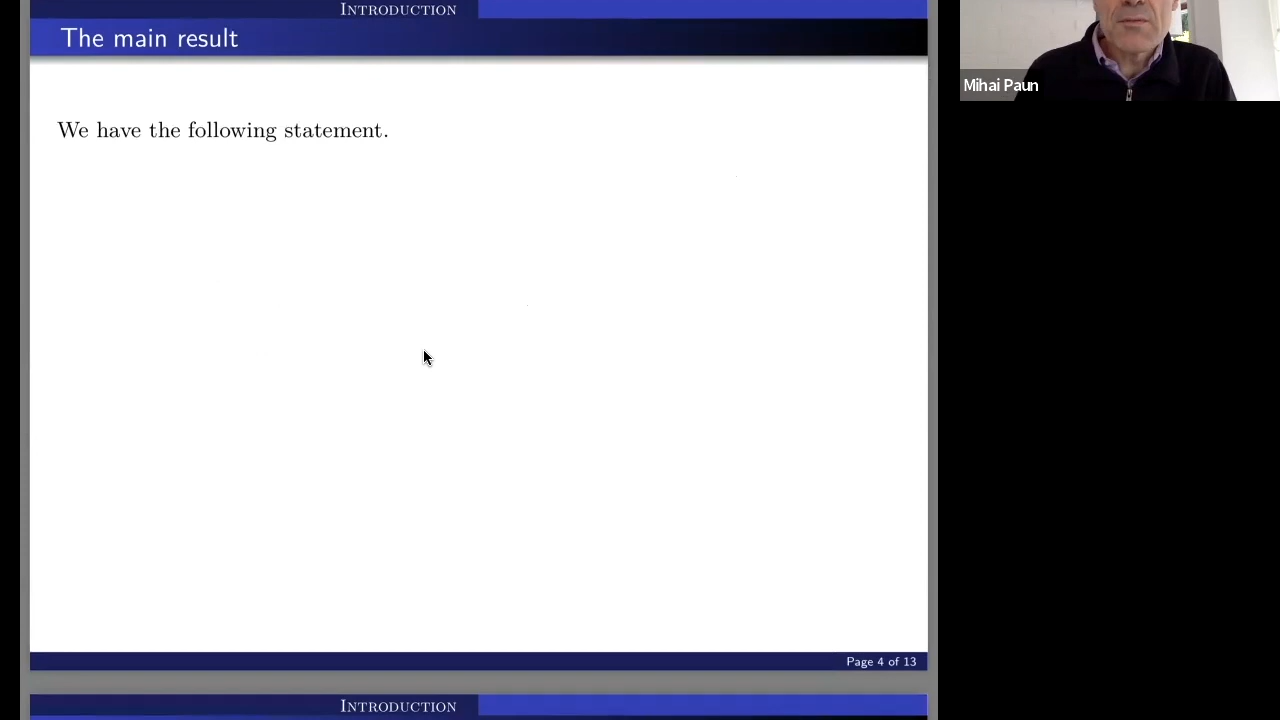 Introduction
The main result
We have the following statement.
Page 4 of 13
Introduction
Mihai Paun